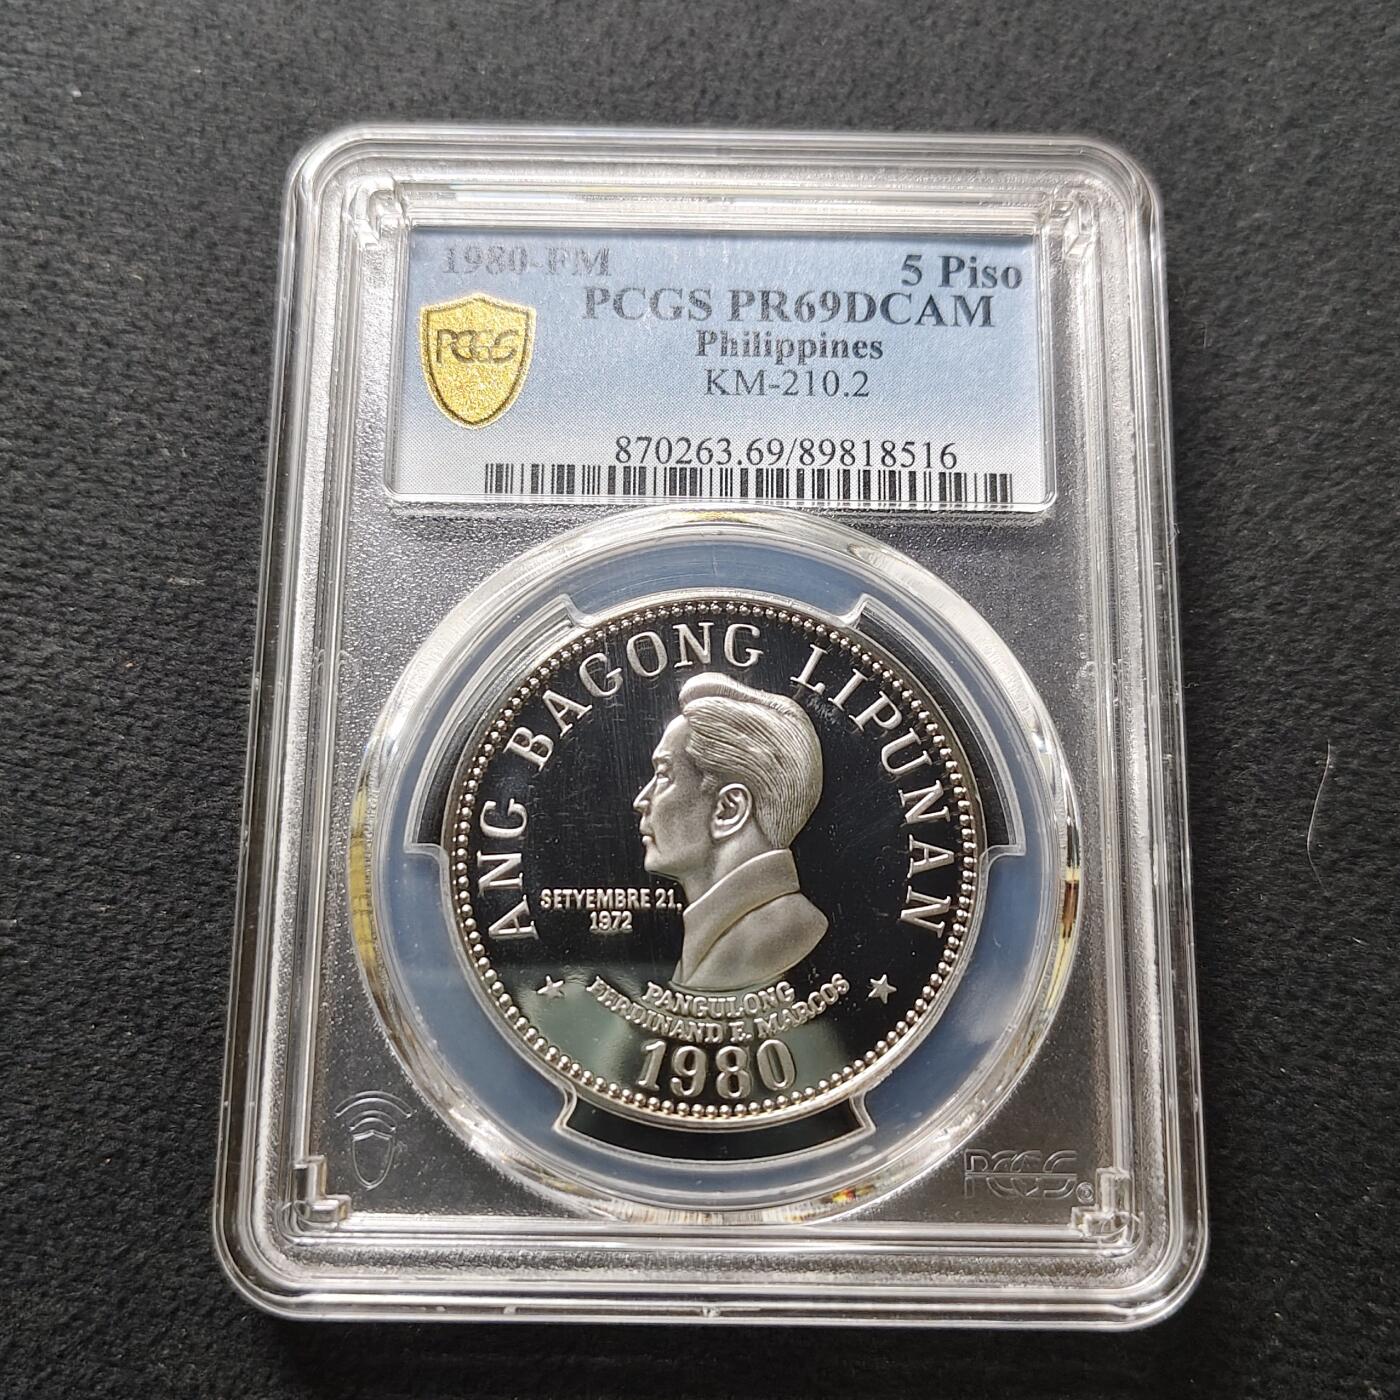 1980-FM 5 Piso
PCGS PR69DCAM
Philippines
KM-210.2
PCGS
870263.69/89818516
ANG BAGONG LIPUNAN
SETYEMBRE 21,
1972
PANGULONG
FERDINAND E. MARCOS
1980
PCGS